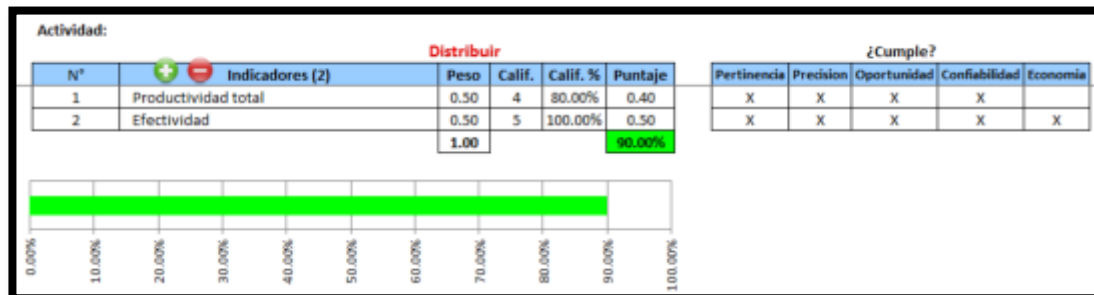 Actividad:
Distribuir ¿Cumple?
N° Indicadores (2) Peso Calif. Calif. % Puntaje Pertinencia Precision Oportunidad Confiabilidad Economia
1 Productividad total 0.50 4 80.00% 0.40 X X X X
2 Efectividad 0.50 5 100.00% 0.50 X X X X X
1.00 90.00%
0.00% 10.00% 20.00% 30.00% 40.00% 50.00% 60.00% 70.00% 80.00% 90.00% 100.00%